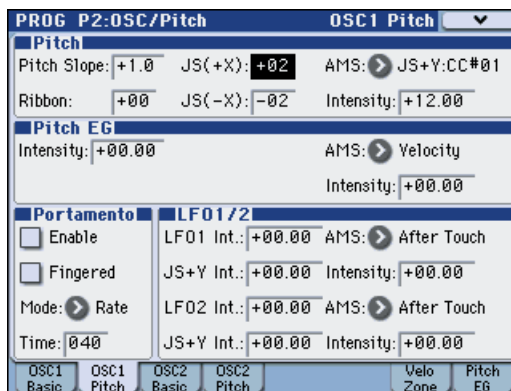 PROG P2:OSC/Pitch OSC1 Pitch
Pitch
Pitch Slope: +1.0 JS(+X): +02 AMS: JS+Y:CC#01
Ribbon: +00 JS(-X): -02 Intensity: +12.00
Pitch EG
Intensity: +00.00 AMS: Velocity
Intensity: +00.00
Portamento LFO1/2
Enable LFO1 Int.: +00.00 AMS: After Touch
Fingered JS+Y Int.: +00.00 Intensity: +00.00
Mode: Rate LFO2 Int.: +00.00 AMS: After Touch
Time: 040 JS+Y Int.: +00.00 Intensity: +00.00
OSC1 Basic OSC1 Pitch OSC2 Basic OSC2 Pitch Velo Zone Pitch EG